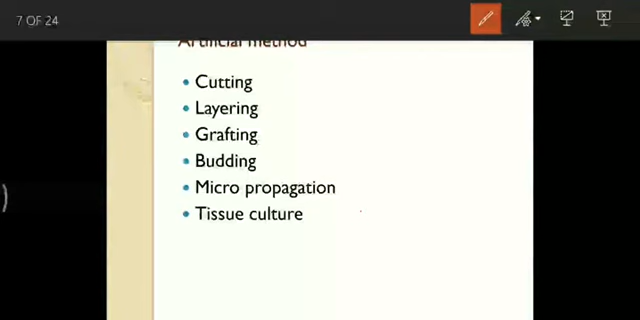 7 OF 24
Artificial method
• Cutting
• Layering
• Grafting
• Budding
• Micro propagation
• Tissue culture